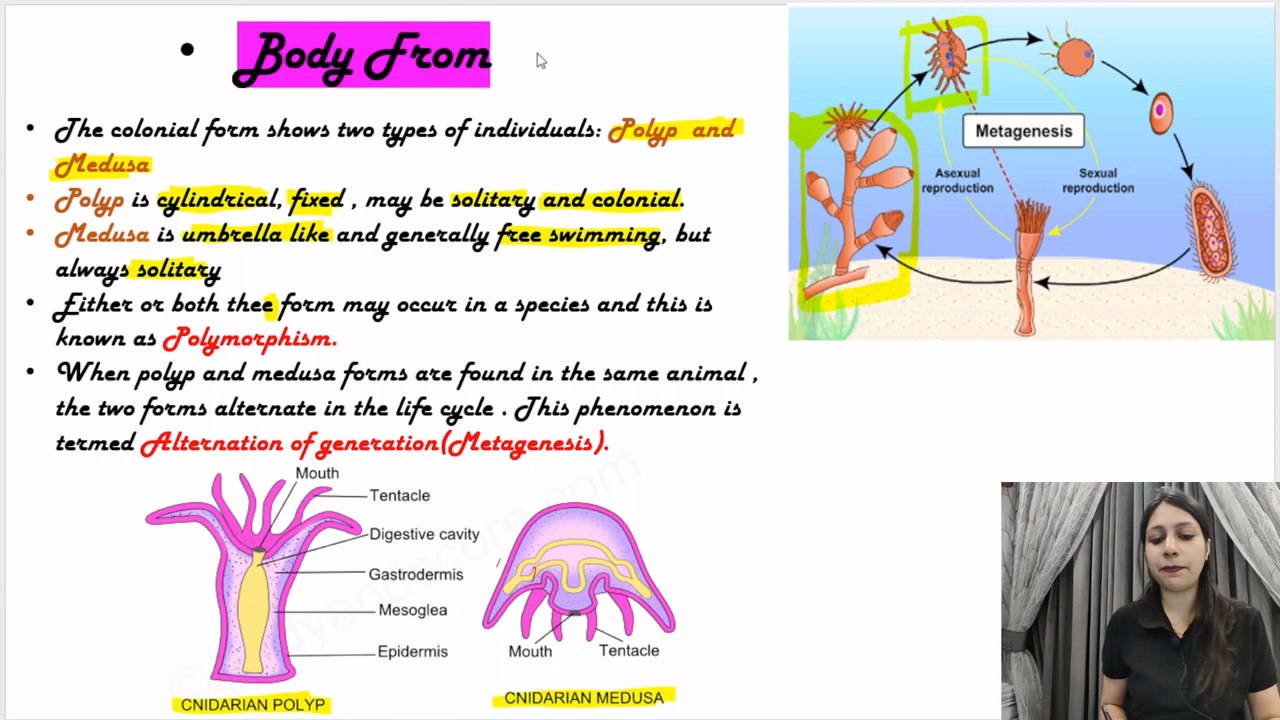 • Body From
• The colonial form shows two types of individuals: Polyp and
Medusa
• Polyp is cylindrical, fixed , may be solitary and colonial.
• Medusa is umbrella like and generally free swimming, but
always solitary
• Either or both thee form may occur in a species and this is
known as Polymorphism.
• When polyp and medusa forms are found in the same animal ,
the two forms alternate in the life cycle . This phenomenon is
termed Alternation of generation(Metagenesis).
Metagenesis
Asexual
reproduction
Sexual
reproduction
Mouth
Tentacle
Digestive cavity
Gastrodermis
Mesoglea
Epidermis
CNIDARIAN POLYP
Mouth
Tentacle
CNIDARIAN MEDUSA